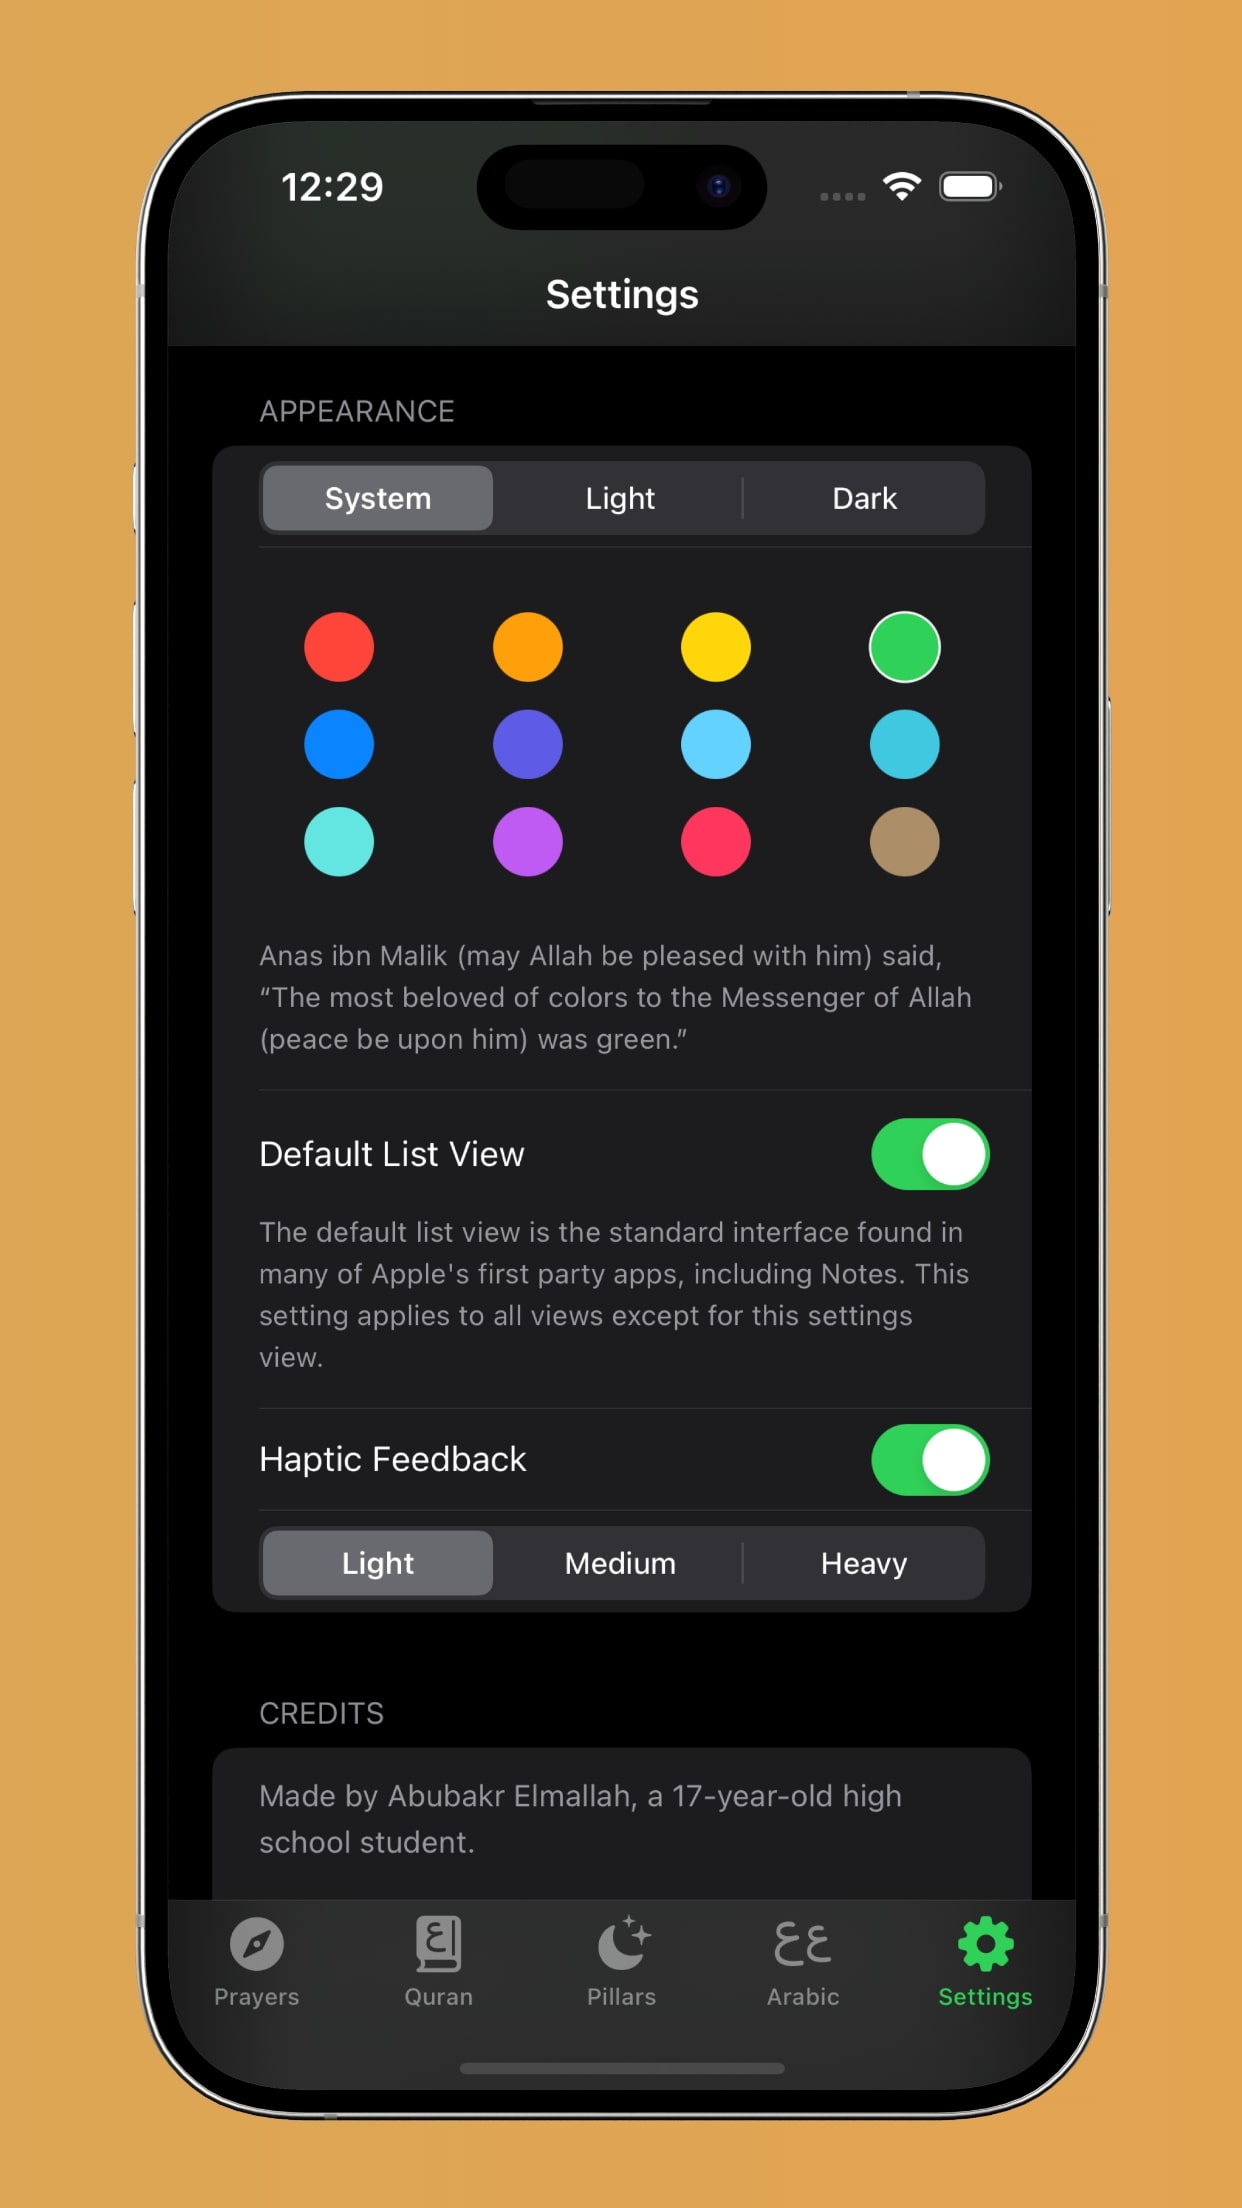 12:29
Settings
APPEARANCE
System Light Dark
Anas ibn Malik (may Allah be pleased with him) said,
“The most beloved of colors to the Messenger of Allah
(peace be upon him) was green.”
Default List View
The default list view is the standard interface found in
many of Apple's first party apps, including Notes. This
setting applies to all views except for this settings
view.
Haptic Feedback
Light Medium Heavy
CREDITS
Made by Abubakr Elmallah, a 17-year-old high
school student.
ع عع
Prayers Quran Pillars Arabic Settings